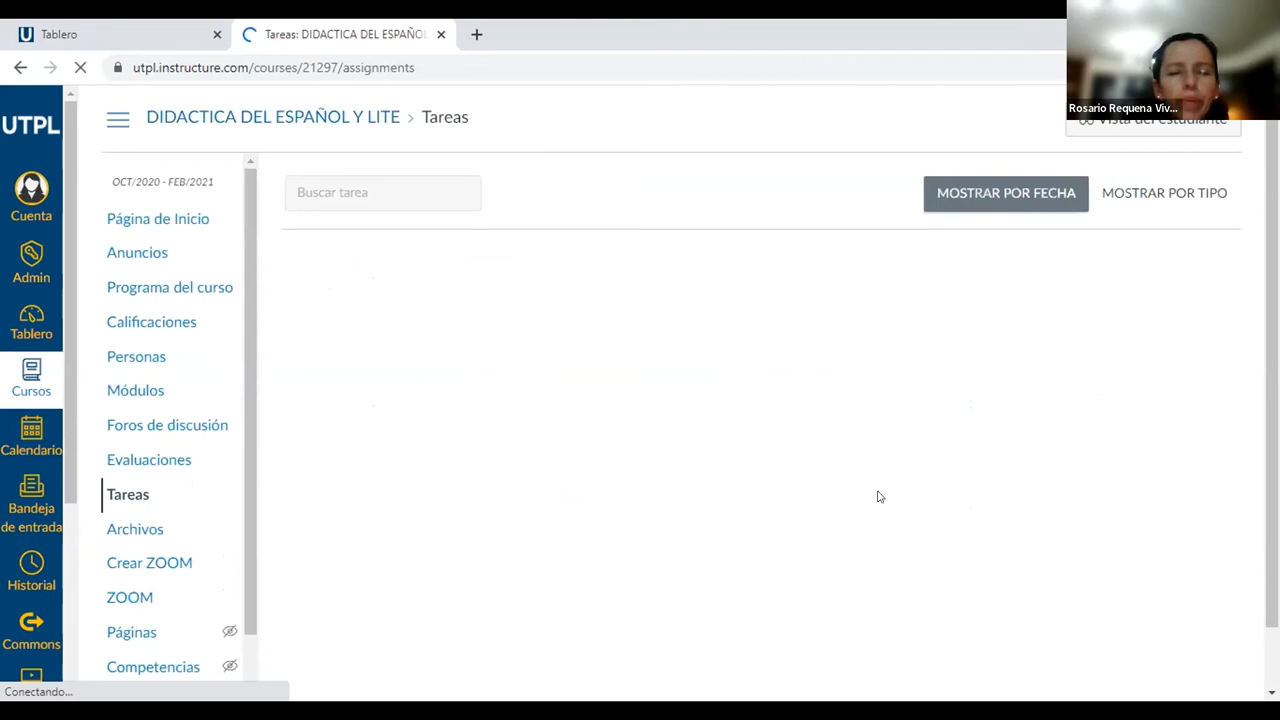 Tablero
Tareas: DIDACTICA DEL ESPAÑOL
utpl.instructure.com/courses/21297/assignments
Rosario Requena Viv...
UTPL
DIDACTICA DEL ESPAÑOL Y LITE > Tareas
Vista del estudiante
OCT/2020 - FEB/2021
Buscar tarea
MOSTRAR POR FECHA
MOSTRAR POR TIPO
Cuenta
Admin
Tablero
Cursos
Calendario
Bandeja
de entrada
Historial
Commons
Página de Inicio
Anuncios
Programa del curso
Calificaciones
Personas
Módulos
Foros de discusión
Evaluaciones
Tareas
Archivos
Crear ZOOM
ZOOM
Páginas
Competencias
Conectando...